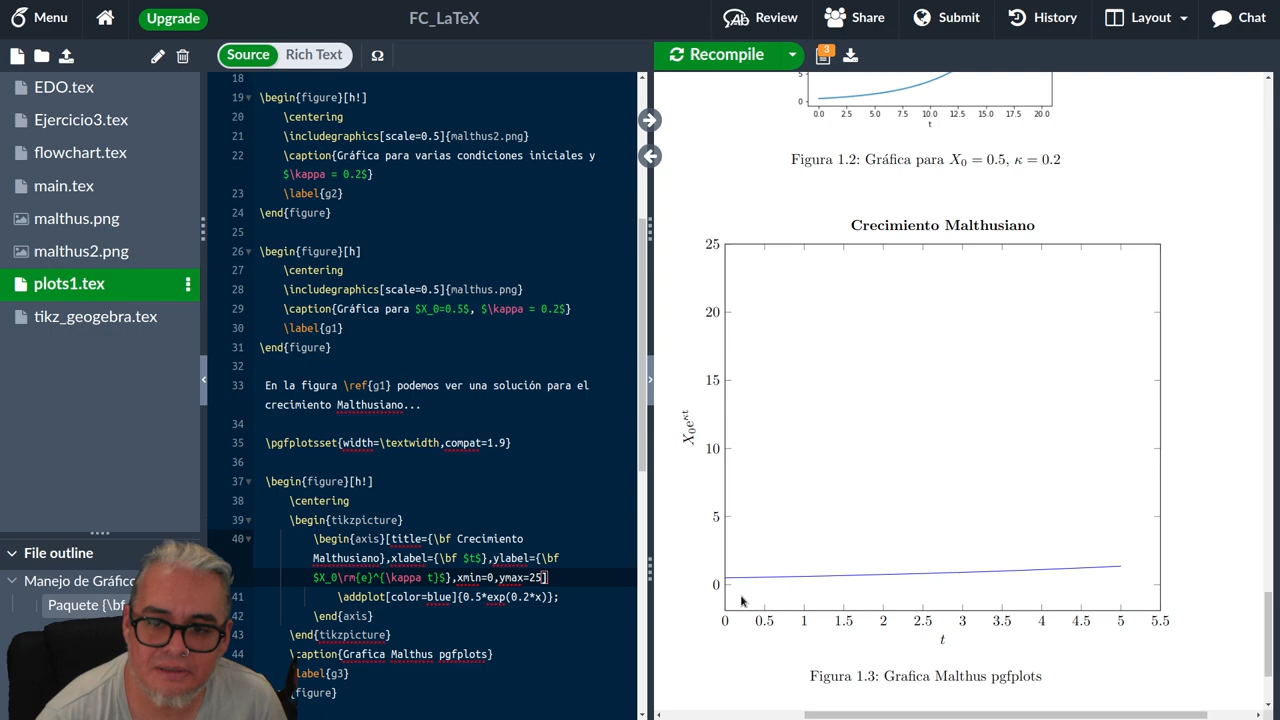 Menu
Upgrade
FC_LaTeX
Review
Share
Submit
History
Layout
Chat
Source
Rich Text
Ω
Recompile
3
EDO.tex
Ejercicio3.tex
flowchart.tex
main.tex
malthus.png
malthus2.png
plots1.tex
tikz_geogebra.tex
File outline
Manejo de Gráfico
Paquete [\bf
18
19 \begin{figure}[h!]
20 \centering
21 \includegraphics[scale=0.5]{malthus2.png}
22 \caption{Gráfica para varias condiciones iniciales y
$\kappa = 0.2$}
23 \label{g2}
24 \end{figure}
25
26 \begin{figure}[h]
27 \centering
28 \includegraphics[scale=0.5]{malthus.png}
29 \caption{Gráfica para $X_0=0.5$, $\kappa = 0.2$}
30 \label{g1}
31 \end{figure}
32
33 En la figura \ref{g1} podemos ver una solución para el
crecimiento Malthusiano...
34
35 \pgfplotsset{width=\textwidth,compat=1.9}
36
37 \begin{figure}[h!]
38 \centering
39 \begin{tikzpicture}
40 \begin{axis}[title={\bf Crecimiento
Malthusiano},xlabel={\bf $t$},ylabel={\bf
$X_0\rm{e}^{\kappa t}$},xmin=0,ymax=25]
41 \addplot[color=blue]{0.5*exp(0.2*x)};
42 \end{axis}
43 \end{tikzpicture}
44 \caption{Grafica Malthus pgfplots}
label{g3}
{figure}
5
0
0.0 2.5 5.0 7.5 10.0 12.5 15.0 17.5 20.0
t
Figura 1.2: Gráfica para X₀ = 0.5, κ = 0.2
Crecimiento Malthusiano
25
20
15
10
5
0
X₀e^κt
0 0.5 1 1.5 2 2.5 3 3.5 4 4.5 5 5.5
t
Figura 1.3: Grafica Malthus pgfplots